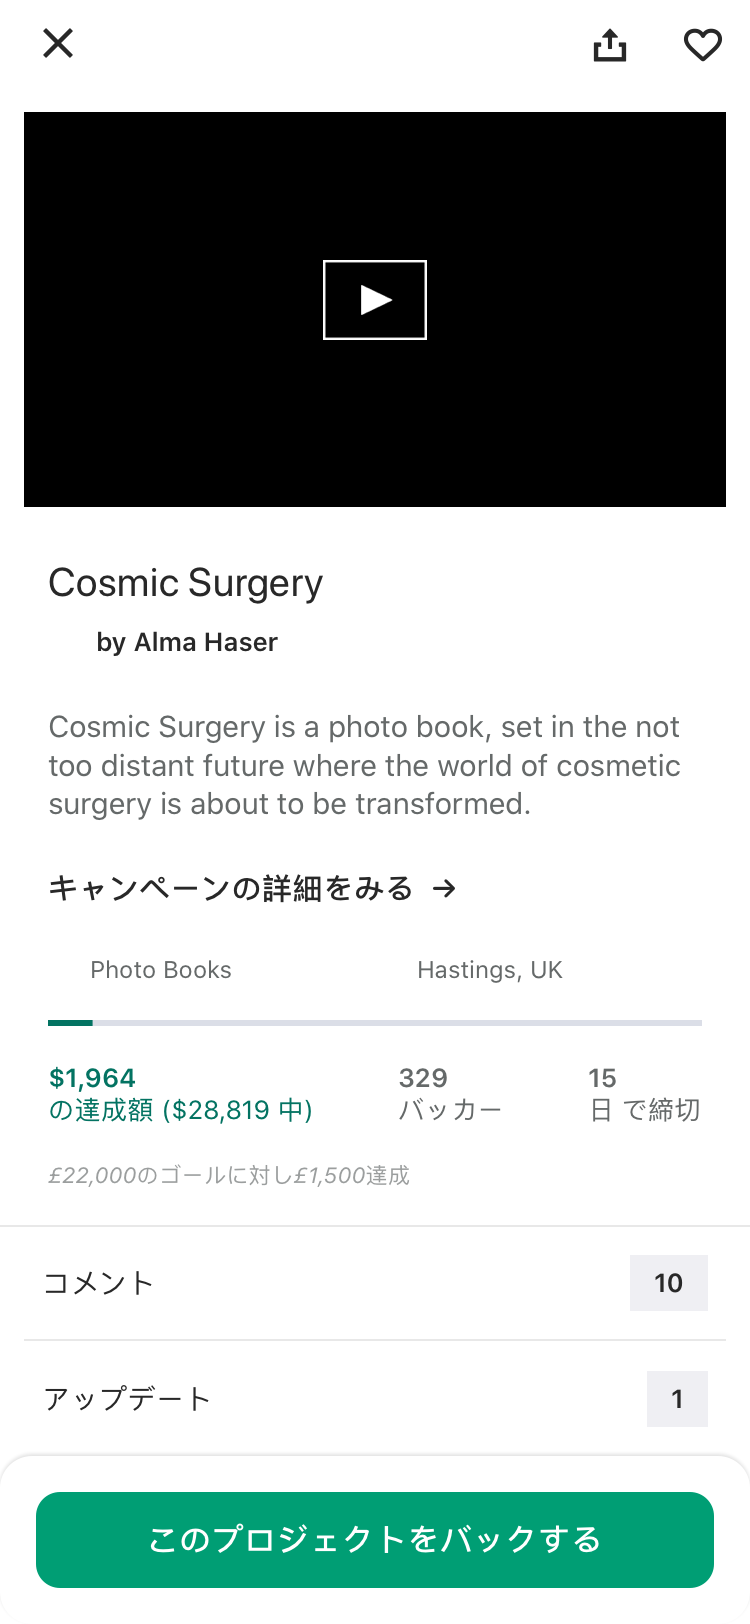 Cosmic Surgery
by Alma Haser
Cosmic Surgery is a photo book, set in the not
too distant future where the world of cosmetic
surgery is about to be transformed.
キャンペーンの詳細をみる →
Photo Books
Hastings, UK
$1,964
の達成額 ($28,819 中)
329
バッカー
15
日 で締切
£22,000のゴールに対し£1,500達成
コメント
10
アップデート
1
このプロジェクトをバックする